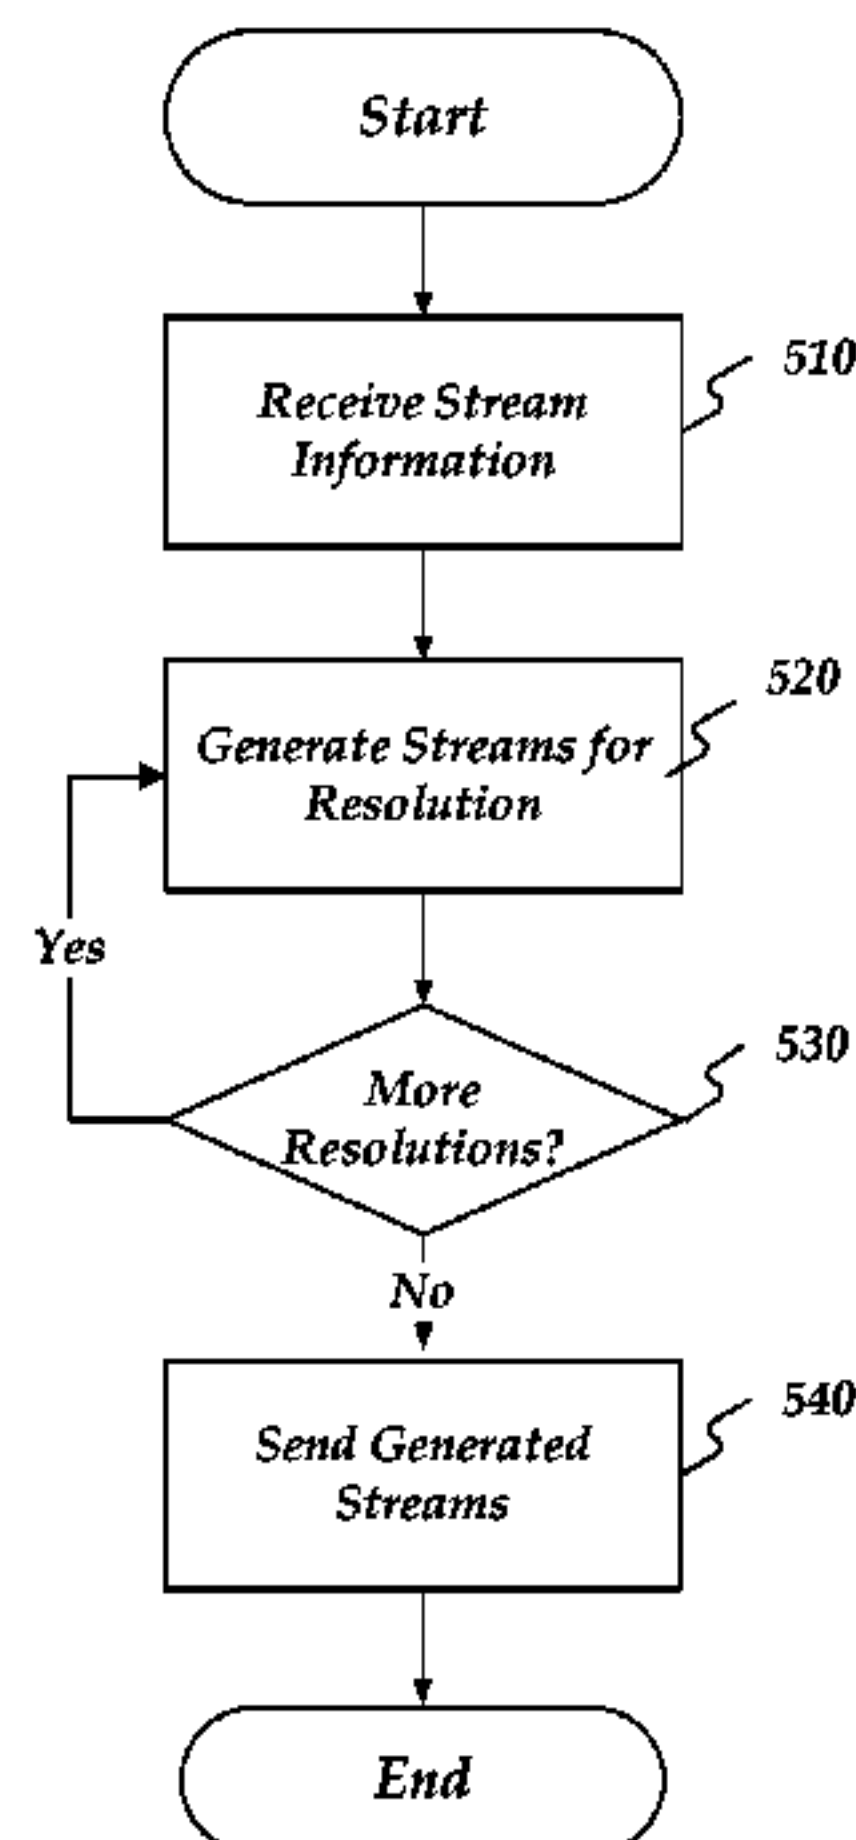 Start
Receive Stream
Information
510
Generate Streams for
Resolution
520
Yes
More
Resolutions?
530
No
Send Generated
Streams
540
End